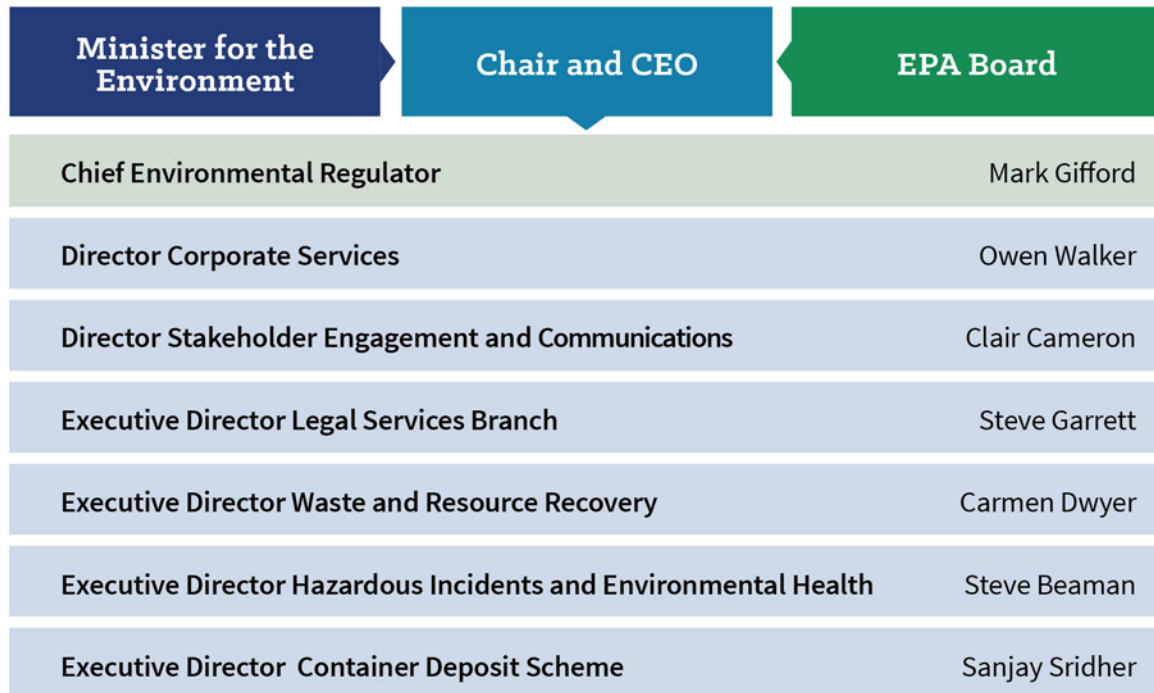 Minister for the
Environment
Chair and CEO
EPA Board
Chief Environmental Regulator Mark Gifford
Director Corporate Services Owen Walker
Director Stakeholder Engagement and Communications Clair Cameron
Executive Director Legal Services Branch Steve Garrett
Executive Director Waste and Resource Recovery Carmen Dwyer
Executive Director Hazardous Incidents and Environmental Health Steve Beaman
Executive Director Container Deposit Scheme Sanjay Sridher